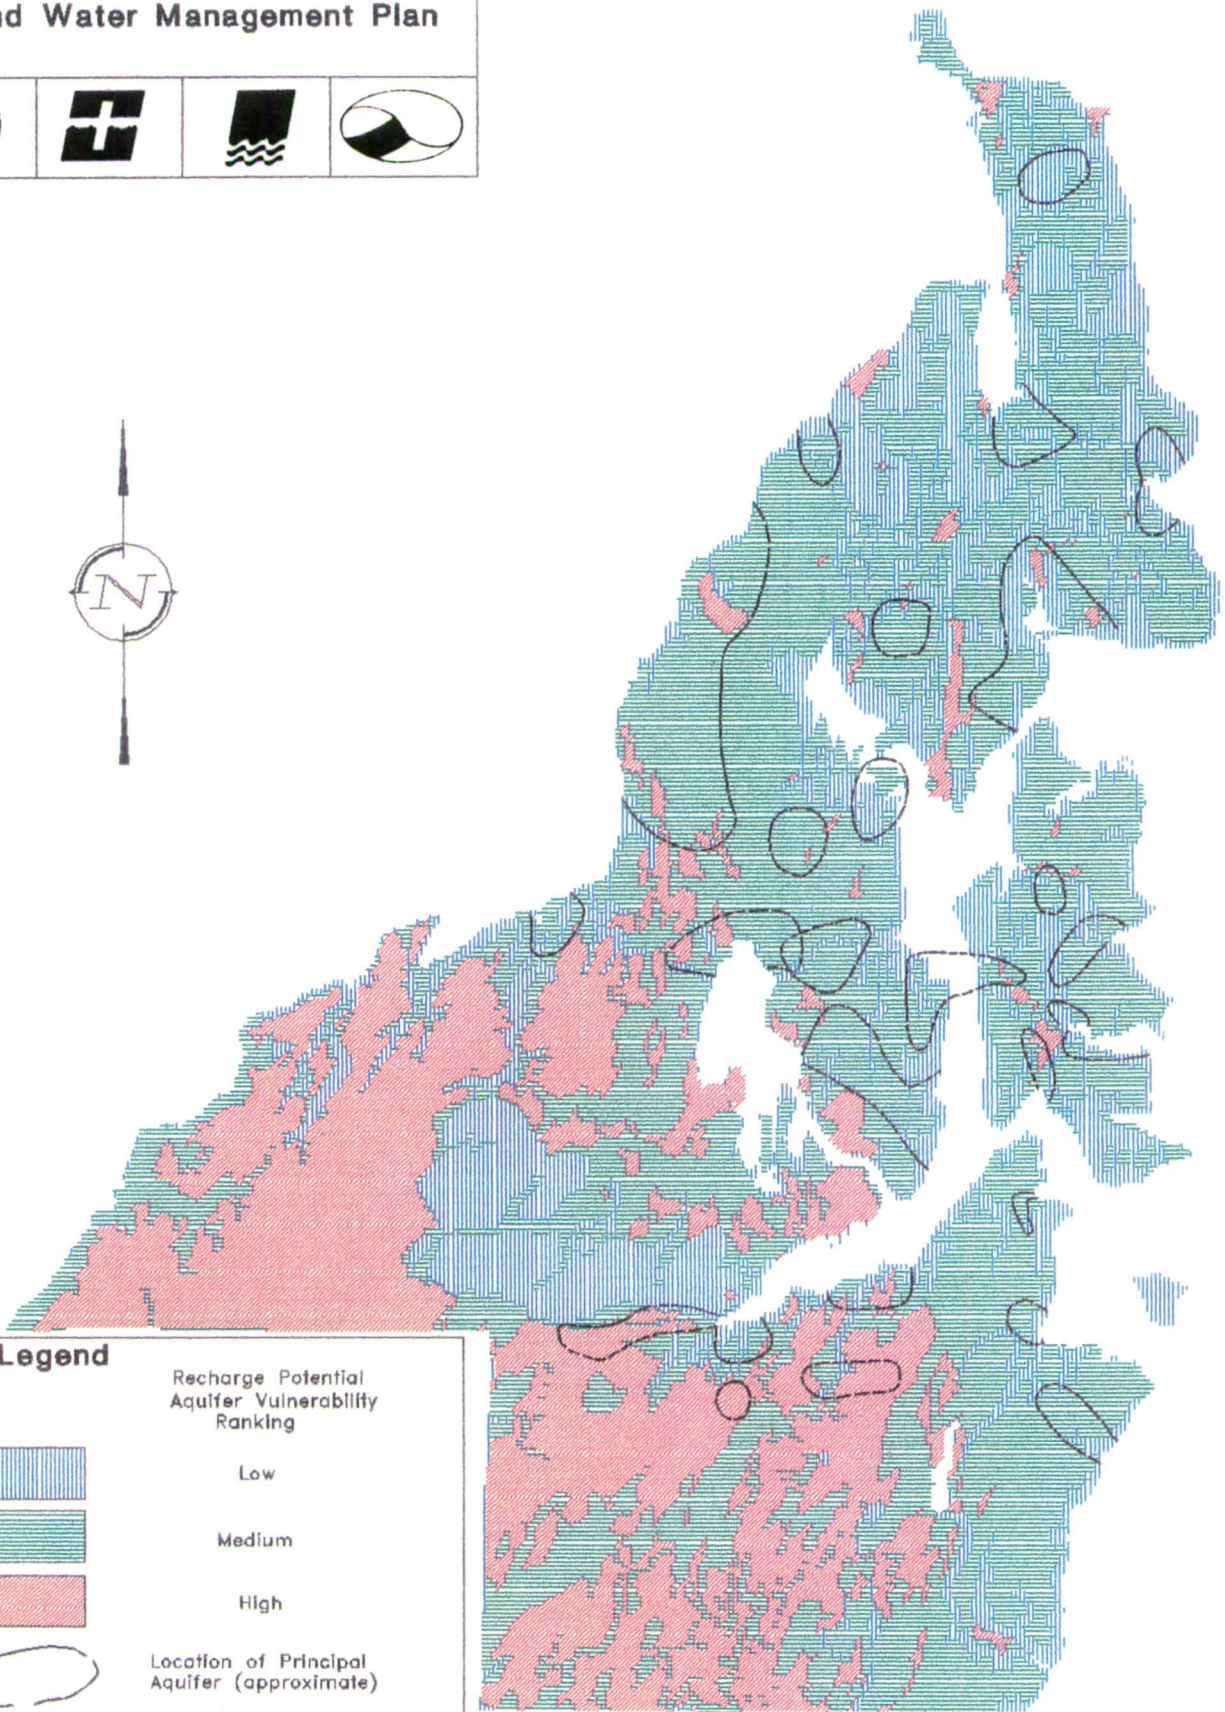 Water Management Plan
N
Legend
Recharge Potential
Aquifer Vulnerability
Ranking
Low
Medium
High
Location of Principal
Aquifer (approximate)